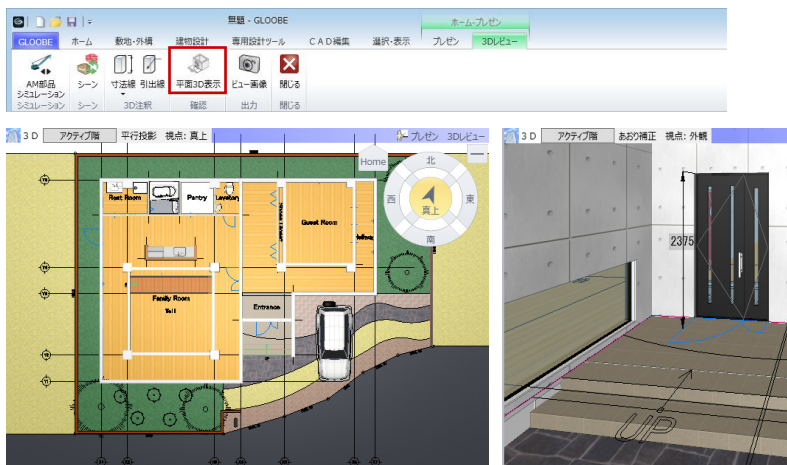 無題 - GLOOBE
ホーム-プレゼン
GLOOBE ホーム 敷地・外構 建物設計 専用設計ツール CAD編集 選択・表示 プレゼン 3Dレビュー
AM部品 シミュレーション シーン 寸法線 引出線 平面3D表示 ビュー画像 閉じる
シミュレーション シーン 3D注釈 確認 出力 閉じる
3D アクティブ階 平行投影 視点: 真上 プレゼン 3Dレビュー
Home
北
西 真上 東
南
Rest Room
Pantry
Lavatory
Guest Room
Family Room
Entrance
3D アクティブ階 あおり補正 視点: 外観
2375
UP